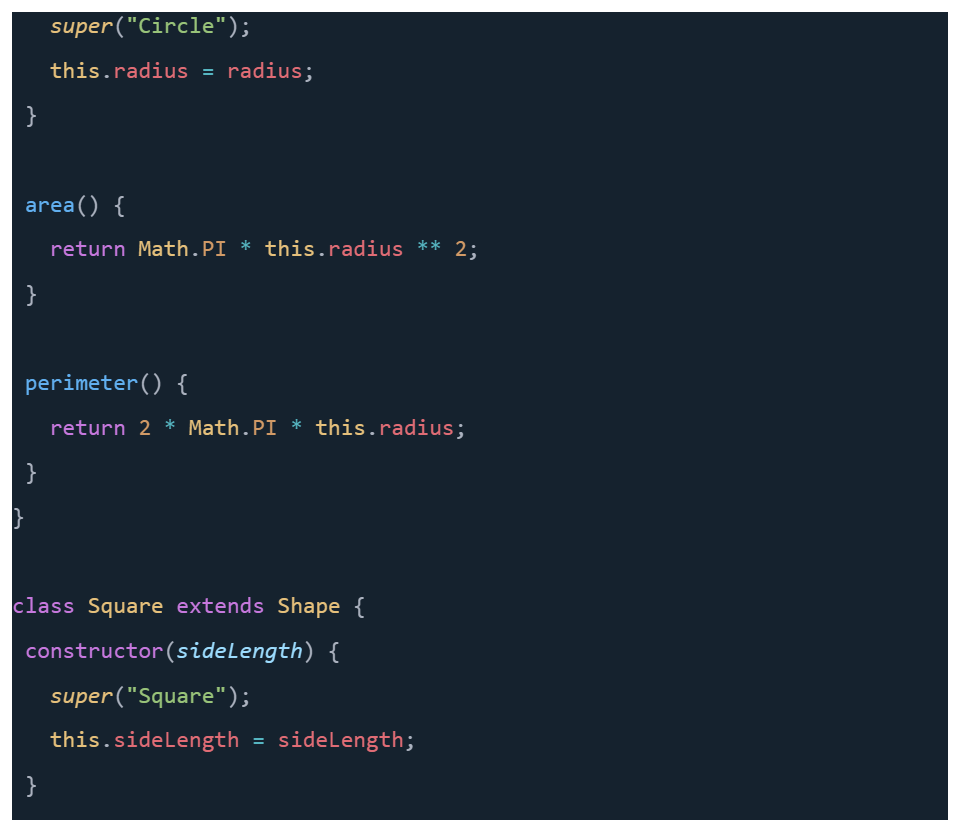 super("Circle");
this.radius = radius;
}
area() {
return Math.PI * this.radius ** 2;
}
perimeter() {
return 2 * Math.PI * this.radius;
}
}
class Square extends Shape {
constructor(sideLength) {
super("Square");
this.sideLength = sideLength;
}